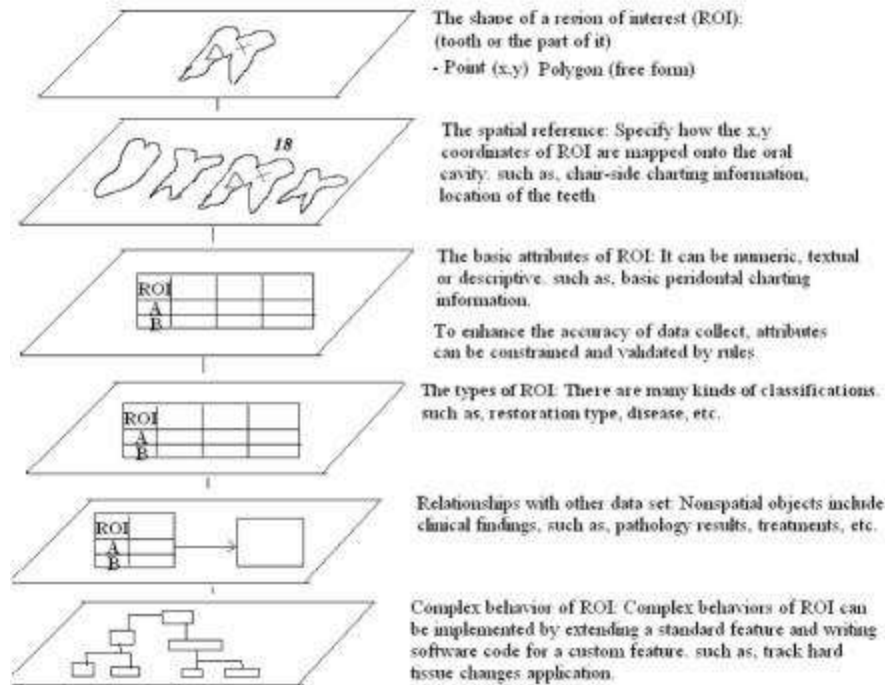 The shape of a region of interest (ROI):
(tooth or the part of it)
- Point (x,y) Polygon (free form)
18
The spatial reference: Specify how the x,y
coordinates of ROI are mapped onto the oral
cavity. such as, chair-side charting information,
location of the teeth
ROI
A
B
The basic attributes of ROI: It can be numeric, textual
or descriptive. such as, basic peridontal charting
information.
To enhance the accuracy of data collect, attributes
can be constrained and validated by rules
ROI
A
B
The types of ROI: There are many kinds of classifications.
such as, restoration type, disease, etc.
ROI
A
B
Relationships with other data set: Nonspatial objects include
clinical findings, such as, pathology results, treatments, etc.
Complex behavior of ROI: Complex behaviors of ROI can
be implemented by extending a standard feature and writing
software code for a custom feature. such as, track hard
tissue changes application.